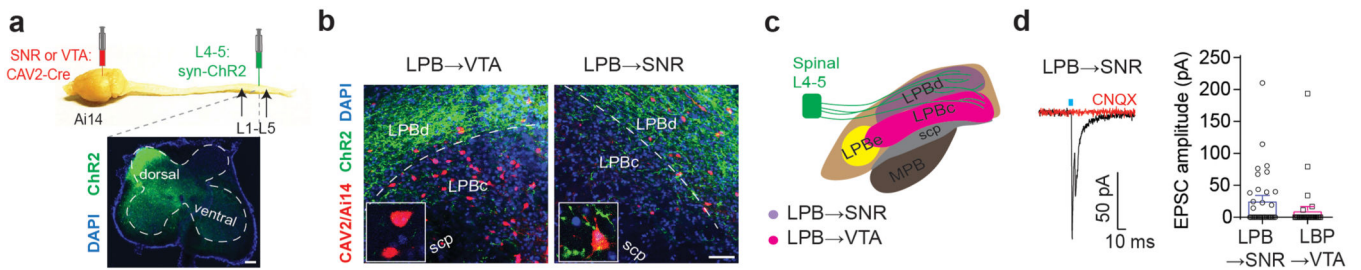 a
SNR or VTA:
CAV2-Cre
L4-5:
syn-ChR2
Ai14
L1-L5
DAPI ChR2
dorsal
ventral
b
LPB→VTA
LPB→SNR
CAV2/Ai14 ChR2 DAPI
LPBd
LPBc
scp
LPBd
LPBc
scp
c
Spinal
L4-5
LPBd
LPBc
scp
LPBe
MPB
LPB→SNR
LPB→VTA
d
LPB→SNR
CNQX
50 pA
10 ms
EPSC amplitude (pA)
250
200
150
100
50
0
LPB
→SNR
LBP
→VTA